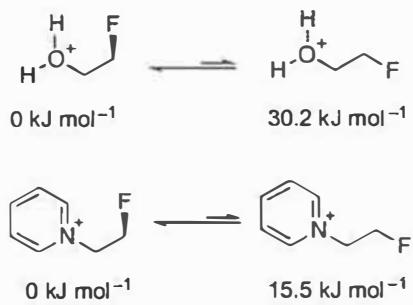 H
H O + F
H H O + F
0 kJ mol⁻¹ 30.2 kJ mol⁻¹
F
N + N + F
0 kJ mol⁻¹ 15.5 kJ mol⁻¹